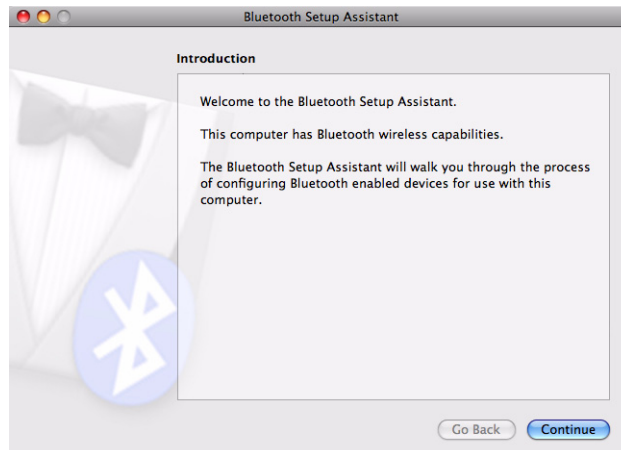 Bluetooth Setup Assistant
Introduction
Welcome to the Bluetooth Setup Assistant.
This computer has Bluetooth wireless capabilities.
The Bluetooth Setup Assistant will walk you through the process
of configuring Bluetooth enabled devices for use with this
computer.
Go Back
Continue